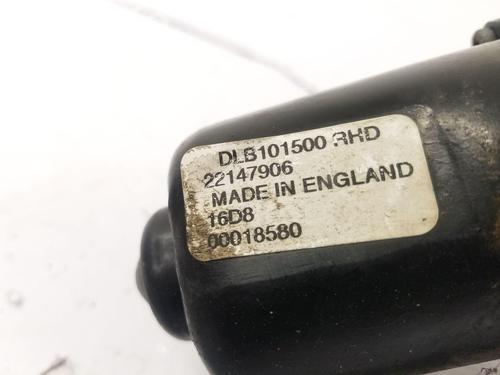 DLB101500 RHD
22147906
MADE IN ENGLAND
16D8
00018580